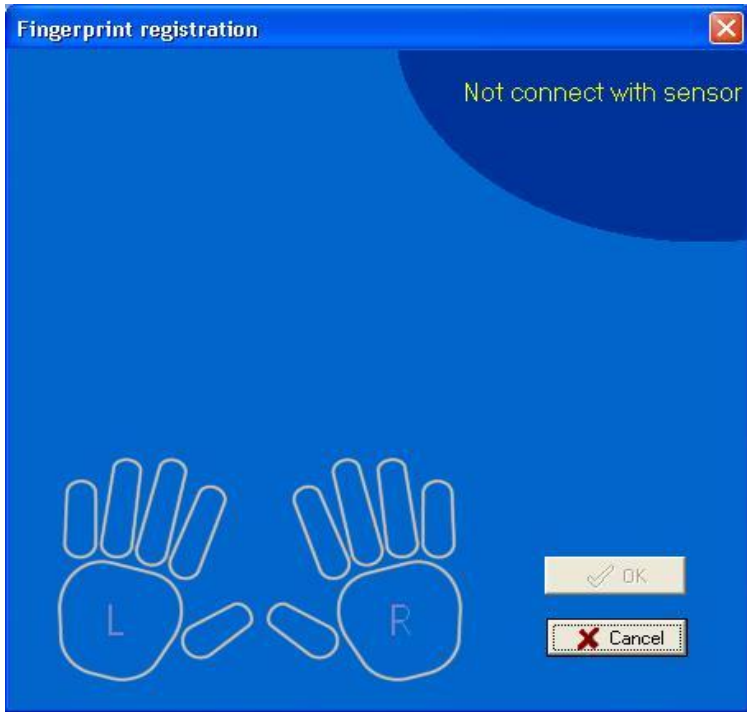 Fingerprint registration
Not connect with sensor
L
R
OK
Cancel